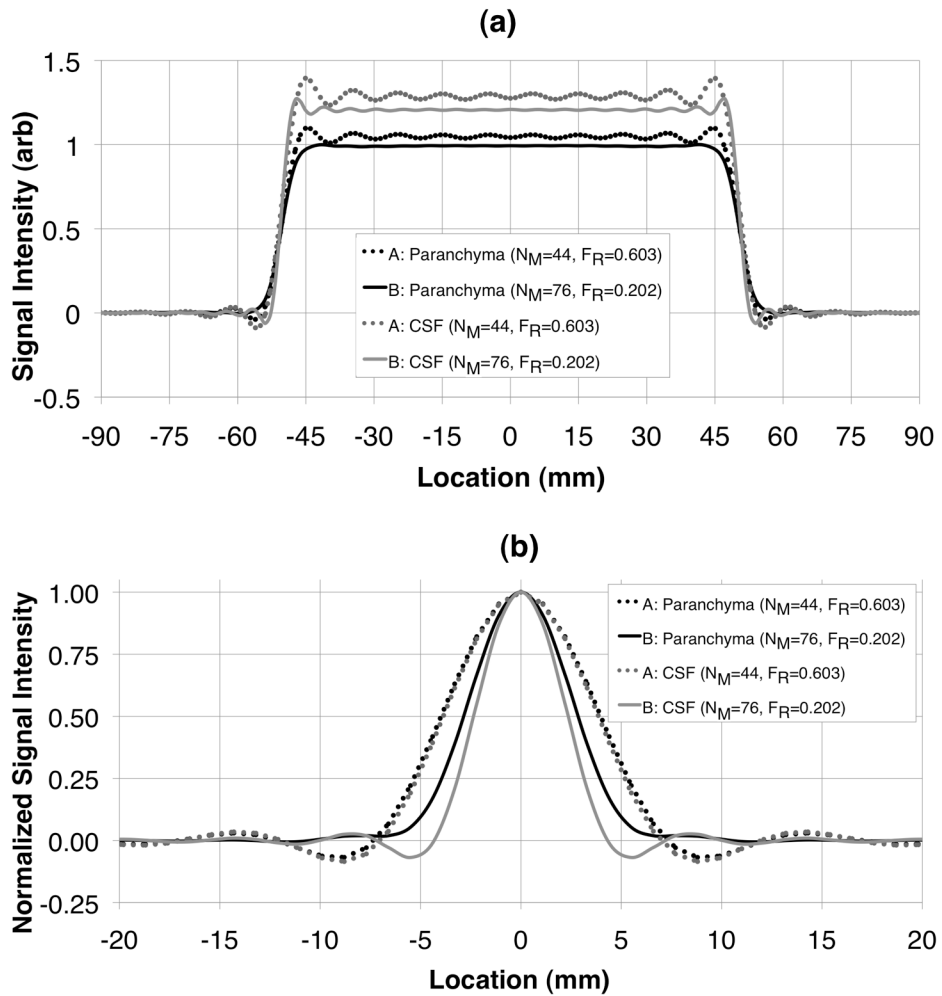 (a)
Signal Intensity (arb)
1.5
1
0.5
0
-0.5
A: Paranchyma (NM=44, FR=0.603)
B: Paranchyma (NM=76, FR=0.202)
A: CSF (NM=44, FR=0.603)
B: CSF (NM=76, FR=0.202)
-90 -75 -60 -45 -30 -15 0 15 30 45 60 75 90
Location (mm)
(b)
Normalized Signal Intensity
1.00
0.75
0.50
0.25
0.00
-0.25
A: Paranchyma (NM=44, FR=0.603)
B: Paranchyma (NM=76, FR=0.202)
A: CSF (NM=44, FR=0.603)
B: CSF (NM=76, FR=0.202)
-20 -15 -10 -5 0 5 10 15 20
Location (mm)